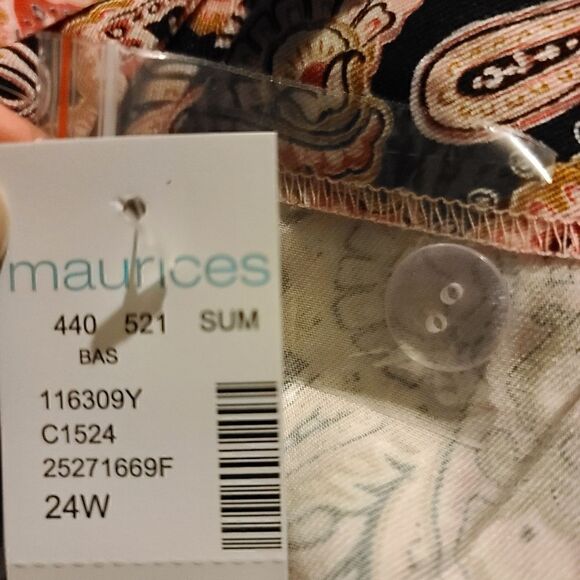 maurices
440 521 SUM
BAS
116309Y
C1524
25271669F
24W